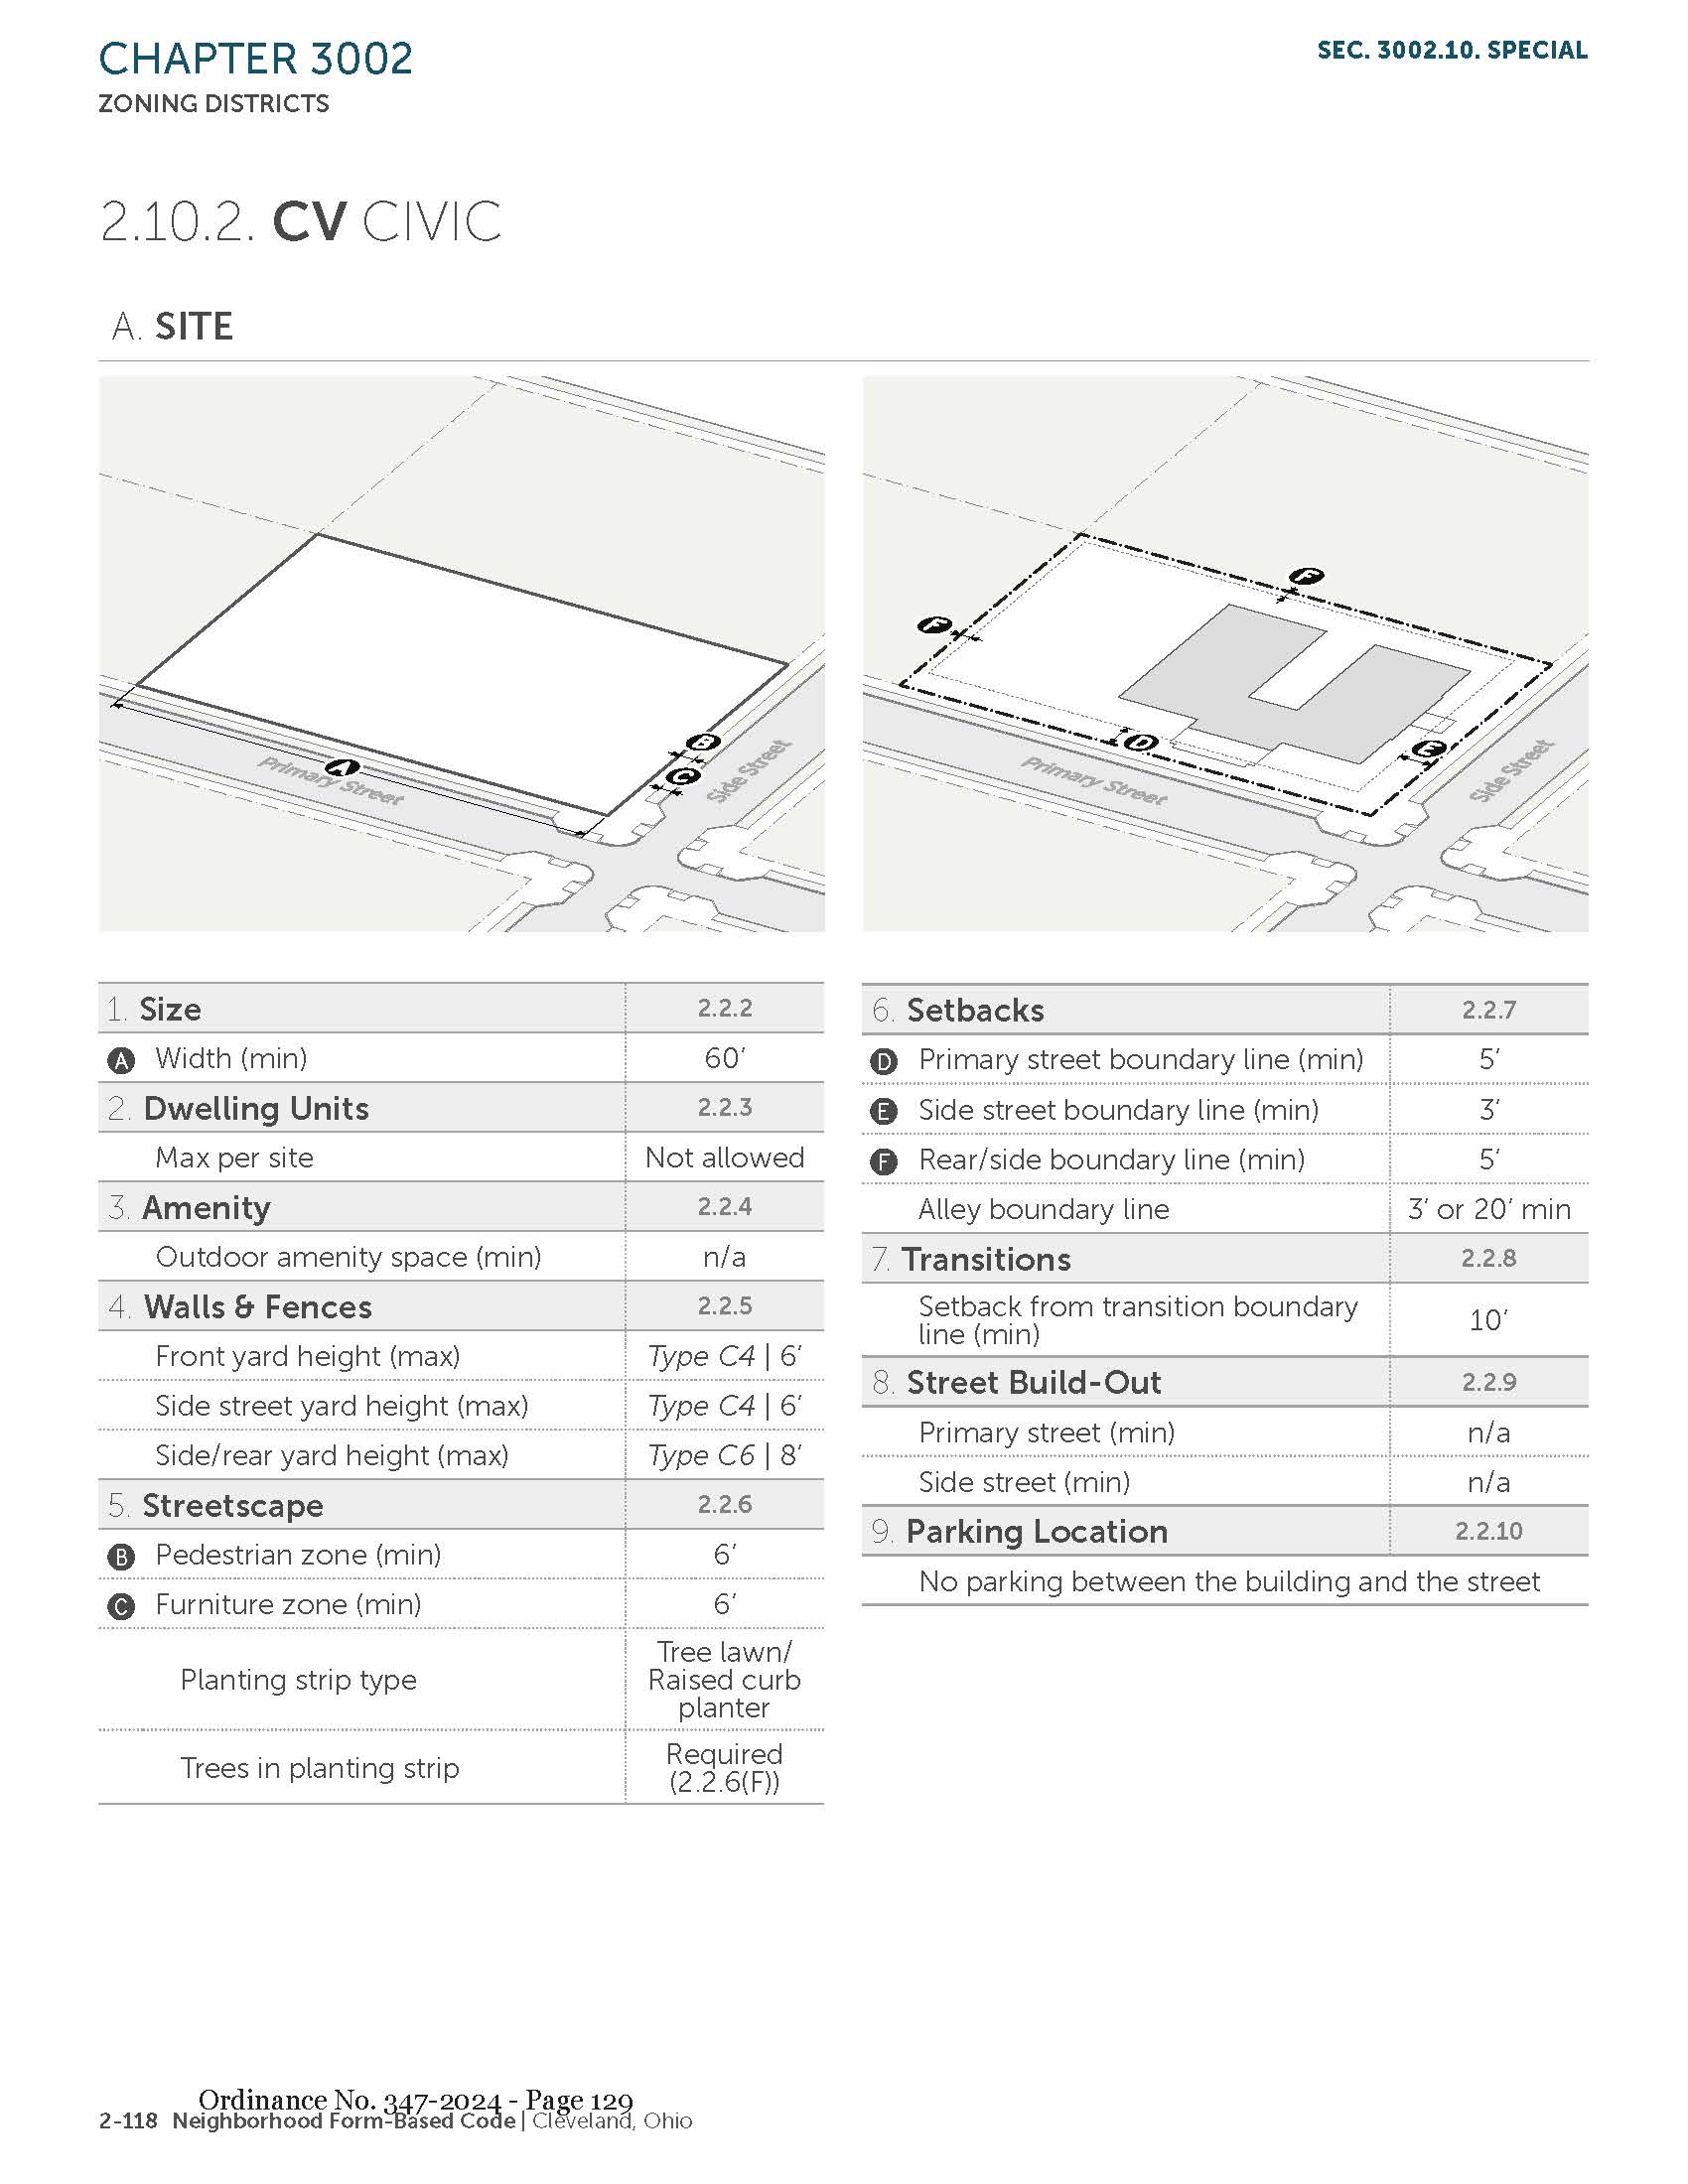 CHAPTER 3002
SEC. 3002.10. SPECIAL
ZONING DISTRICTS
2.10.2. CV CIVIC
A. SITE
A
Primary Street
B
C
Side Street
F
F
D
Primary Street
E
Side Street
1. Size 2.2.2
A Width (min) 60’
2. Dwelling Units 2.2.3
Max per site Not allowed
3. Amenity 2.2.4
Outdoor amenity space (min) n/a
4. Walls & Fences 2.2.5
Front yard height (max) Type C4 | 6’
Side street yard height (max) Type C4 | 6’
Side/rear yard height (max) Type C6 | 8’
5. Streetscape 2.2.6
B Pedestrian zone (min) 6’
C Furniture zone (min) 6’
Planting strip type Tree lawn/
Raised curb
planter
Trees in planting strip Required
(2.2.6(F))
6. Setbacks 2.2.7
D Primary street boundary line (min) 5’
E Side street boundary line (min) 3’
F Rear/side boundary line (min) 5’
Alley boundary line 3’ or 20’ min
7. Transitions 2.2.8
Setback from transition boundary
line (min) 10’
8. Street Build-Out 2.2.9
Primary street (min) n/a
Side street (min) n/a
9. Parking Location 2.2.10
No parking between the building and the street
Ordinance No. 347-2024 - Page 129
2-118 Neighborhood Form-Based Code | Cleveland, Ohio